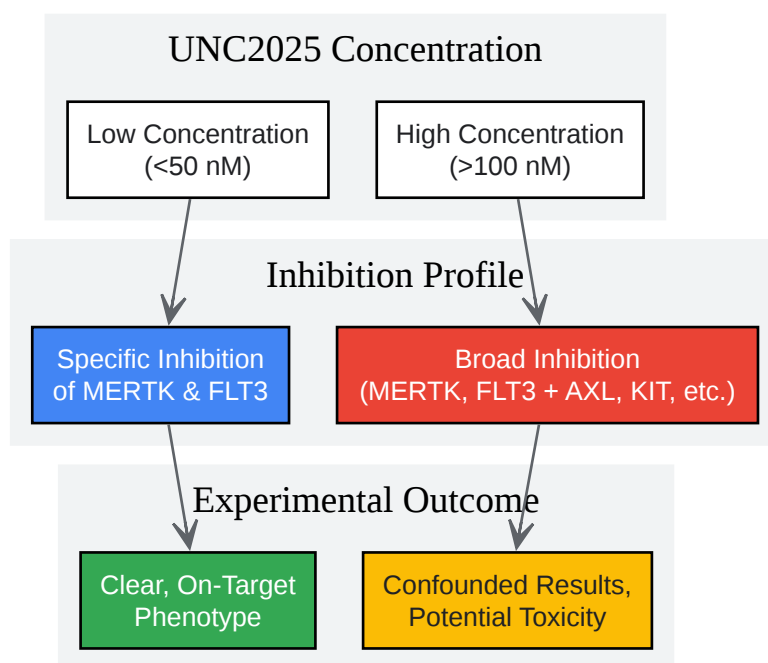 UNC2025 Concentration
Low Concentration
(<50 nM)
High Concentration
(>100 nM)
Inhibition Profile
Specific Inhibition
of MERTK & FLT3
Broad Inhibition
(MERTK, FLT3 + AXL, KIT, etc.)
Experimental Outcome
Clear, On-Target
Phenotype
Confounded Results,
Potential Toxicity